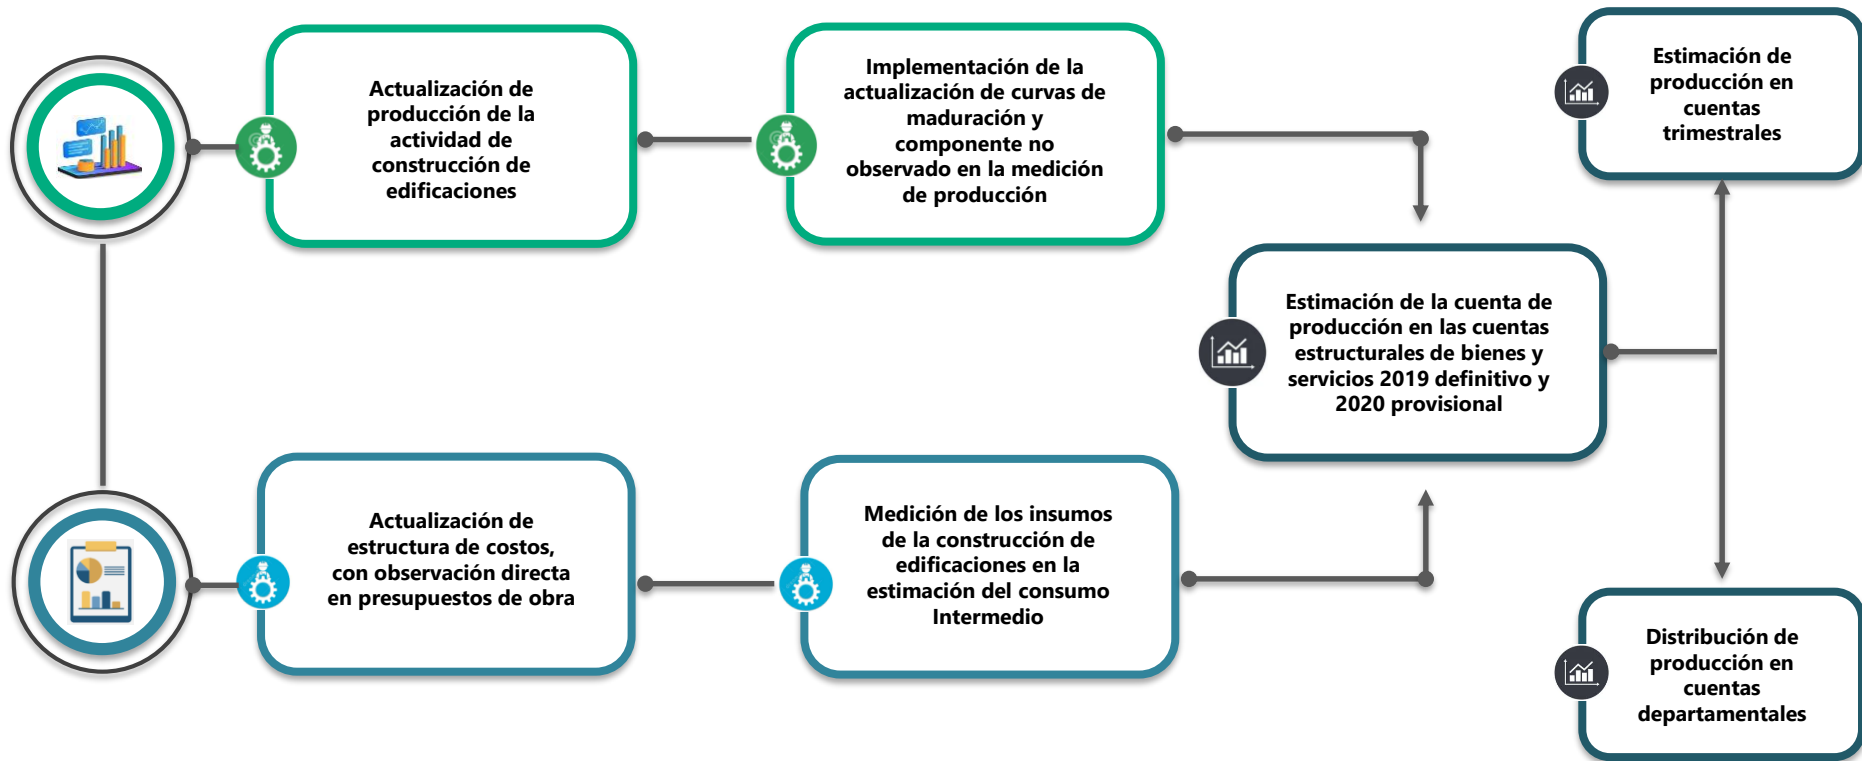 Actualización de
producción de la
actividad de
construcción de
edificaciones
Implementación de la
actualización de curvas de
maduración y
componente no
observado en la medición
de producción
Estimación de
producción en
cuentas
trimestrales
Estimación de la cuenta de
producción en las cuentas
estructurales de bienes y
servicios 2019 definitivo y
2020 provisional
Actualización de
estructura de costos,
con observación directa
en presupuestos de obra
Medición de los insumos
de la construcción de
edificaciones en la
estimación del consumo
Intermedio
Distribución de
producción en
cuentas
departamentales